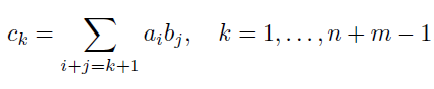 c_k = \sum_{i+j=k+1} a_i b_j, \quad k = 1, \ldots, n + m - 1